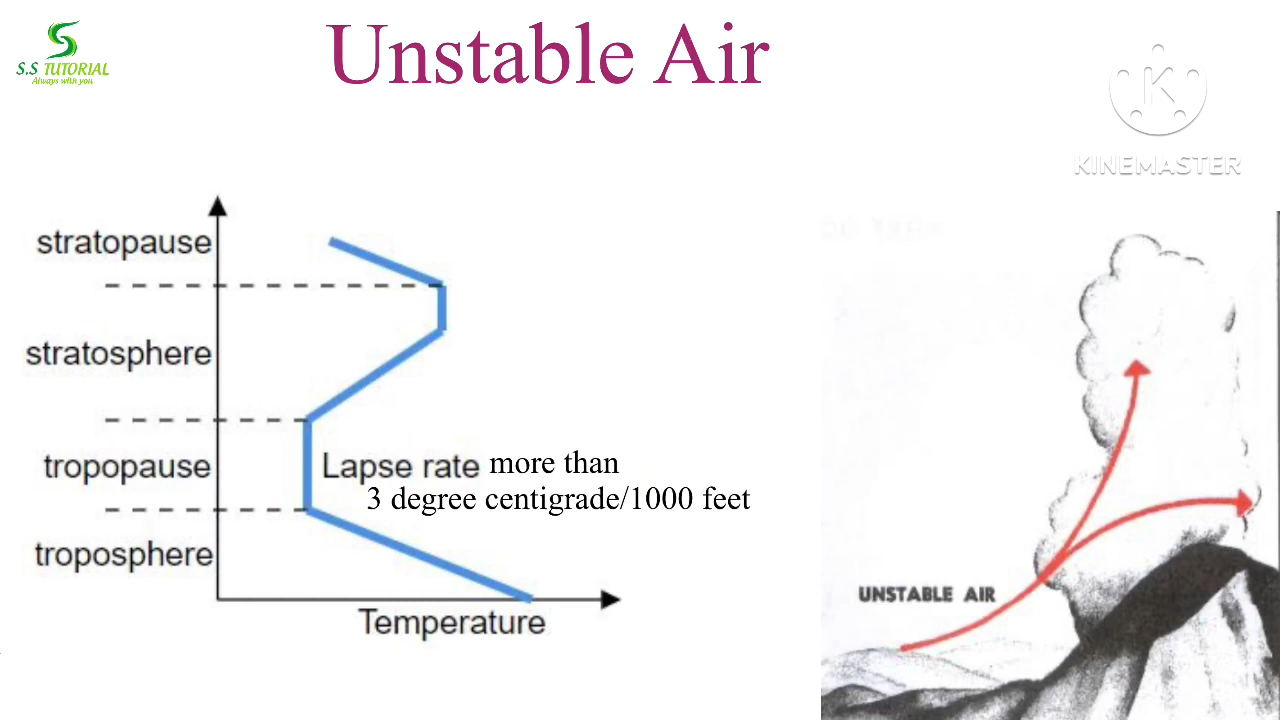 Unstable Air
S.S TUTORIAL
Always with you
KINEMASTER
stratopause
stratosphere
tropopause
Lapse rate more than
3 degree centigrade/1000 feet
troposphere
Temperature
UNSTABLE AIR